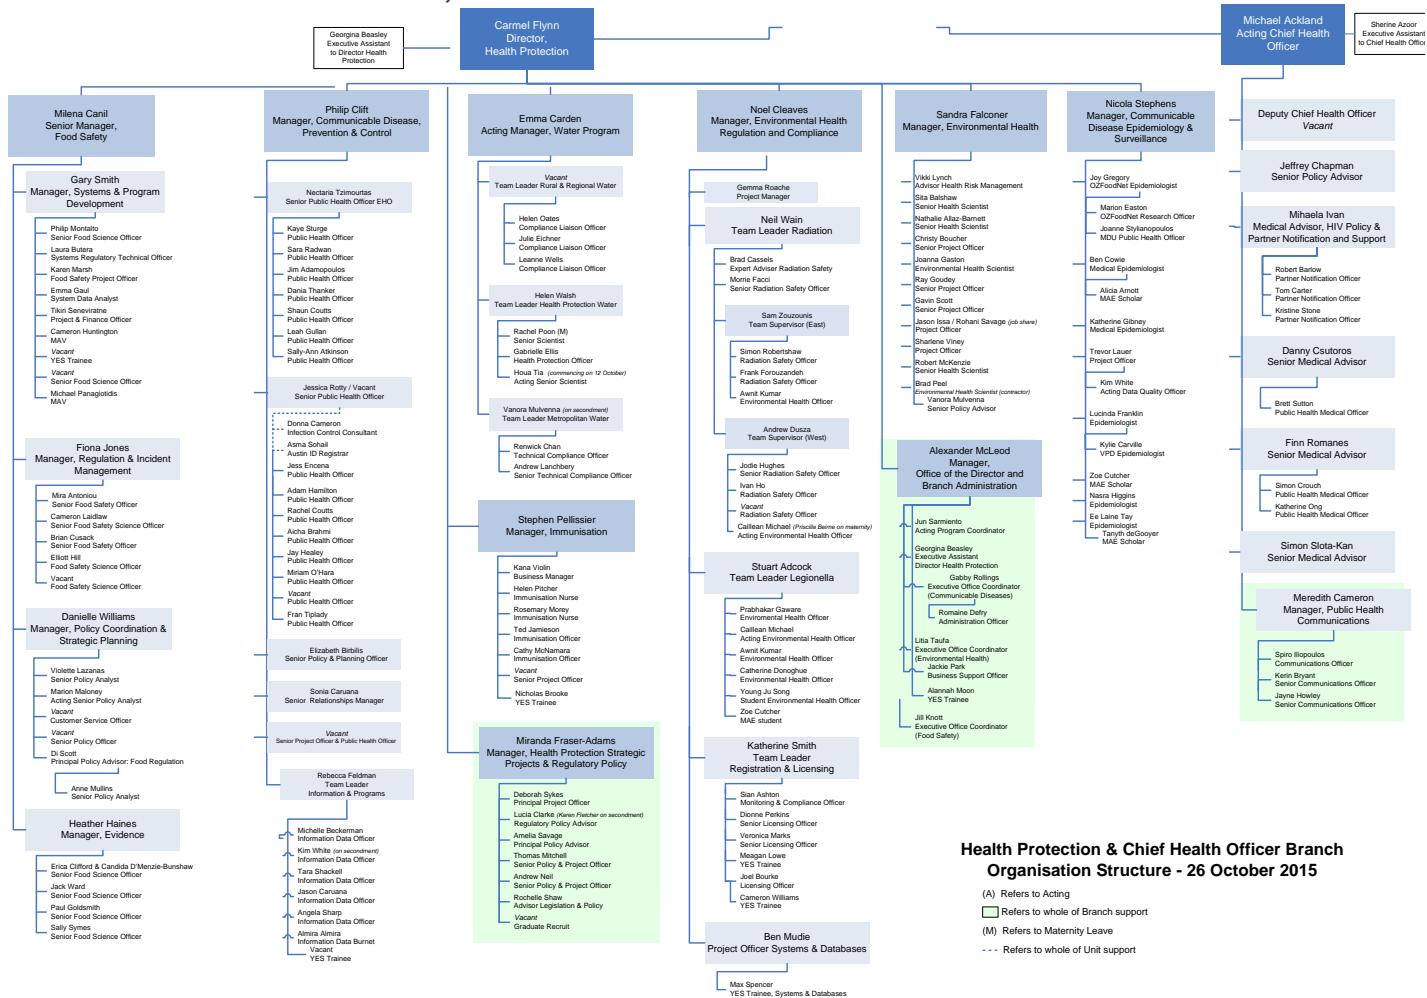 Georgina Beasley
Executive Assistant
to Director Health
Protection
Carmel Flynn
Director,
Health Protection
Michael Ackland
Acting Chief Health
Officer
Sherine Azoor
Executive Assistant
to Chief Health Officer
Milena Canil
Senior Manager,
Food Safety
Gary Smith
Manager, Systems & Program
Development
Philip Montalto
Senior Food Science Officer
Laura Butera
Systems Regulatory Technical Officer
Karen Marsh
Food Safety Project Officer
Emma Gaul
System Data Analyst
Tikiri Seneviratne
Project & Finance Officer
Cameron Huntington
MAV
Vacant
YES Trainee
Vacant
Senior Food Science Officer
Michael Panagiotidis
MAV
Fiona Jones
Manager, Regulation & Incident
Management
Mira Antoniou
Senior Food Safety Officer
Cameron Laidlaw
Senior Food Safety Science Officer
Brian Cusack
Senior Food Safety Officer
Elliott Hill
Food Safety Science Officer
Vacant
Food Safety Science Officer
Danielle Williams
Manager, Policy Coordination &
Strategic Planning
Violette Lazanas
Senior Policy Analyst
Marion Maloney
Acting Senior Policy Analyst
Vacant
Customer Service Officer
Vacant
Senior Policy Officer
Di Scott
Principal Policy Advisor: Food Regulation
Anne Mullins
Senior Policy Analyst
Heather Haines
Manager, Evidence
Erica Clifford & Candida D'Menzie-Bunshaw
Senior Food Science Officer
Jack Ward
Senior Food Science Officer
Paul Goldsmith
Senior Food Science Officer
Sally Symes
Senior Food Science Officer
Philip Clift
Manager, Communicable Disease,
Prevention & Control
Nectaria Tzimourtas
Senior Public Health Officer EHO
Kaye Sturge
Public Health Officer
Sara Radwan
Public Health Officer
Jim Adamopoulos
Public Health Officer
Dania Thanker
Public Health Officer
Shaun Coutts
Public Health Officer
Leah Gullan
Public Health Officer
Sally-Ann Atkinson
Public Health Officer
Jessica Rotty / Vacant
Senior Public Health Officer
Donna Cameron
Infection Control Consultant
Asma Sohail
Austin ID Registrar
Jess Encena
Public Health Officer
Adam Hamilton
Public Health Officer
Rachel Coutts
Public Health Officer
Aicha Brahmi
Public Health Officer
Jay Healey
Public Health Officer
Miriam O'Hara
Public Health Officer
Vacant
Public Health Officer
Fran Tiplady
Public Health Officer
Elizabeth Birbilis
Senior Policy & Planning Officer
Sonia Caruana
Senior Relationships Manager
Vacant
Senior Project Officer & Public Health Officer
Rebecca Feldman
Team Leader
Information & Programs
Michelle Beckerman
Information Data Officer
Kim White (on secondment)
Information Data Officer
Tara Shackell
Information Data Officer
Jason Caruana
Information Data Officer
Angela Sharp
Information Data Officer
Almira Almira
Information Data Burnet
Vacant
YES Trainee
Emma Carden
Acting Manager, Water Program
Vacant
Team Leader Rural & Regional Water
Helen Oates
Compliance Liaison Officer
Julie Eichner
Compliance Liaison Officer
Leanne Wells
Compliance Liaison Officer
Helen Walsh
Team Leader Health Protection Water
Rachel Poon (M)
Senior Scientist
Gabrielle Ellis
Health Protection Officer
Houa Tia (commencing on 12 October)
Acting Senior Scientist
Vanora Mulvenna (on secondment)
Team Leader Metropolitan Water
Renwick Chan
Technical Compliance Officer
Andrew Lanchbery
Senior Technical Compliance Officer
Stephen Pellissier
Manager, Immunisation
Kana Violin
Business Manager
Helen Pitcher
Immunisation Nurse
Rosemary Morey
Immunisation Nurse
Ted Jamieson
Immunisation Officer
Cathy McNamara
Immunisation Officer
Vacant
Senior Project Officer
Nicholas Brooke
YES Trainee
Miranda Fraser-Adams
Manager, Health Protection Strategic
Projects & Regulatory Policy
Deborah Sykes
Principal Project Officer
Lucia Clarke (Keren Fletcher on secondment)
Regulatory Policy Advisor
Amelia Savage
Principal Policy Advisor
Thomas Mitchell
Senior Policy & Project Officer
Andrew Neil
Senior Policy & Project Officer
Rochelle Shaw
Advisor Legislation & Policy
Vacant
Graduate Recruit
Noel Cleaves
Manager, Environmental Health
Regulation and Compliance
Gemma Roache
Project Manager
Neil Wain
Team Leader Radiation
Brad Cassels
Expert Adviser Radiation Safety
Morrie Facci
Senior Radiation Safety Officer
Sam Zouzounis
Team Supervisor (East)
Simon Robertshaw
Radiation Safety Officer
Frank Forouzandeh
Radiation Safety Officer
Awnit Kumar
Environmental Health Officer
Andrew Dusza
Team Supervisor (West)
Jodie Hughes
Senior Radiation Safety Officer
Ivan Ho
Radiation Safety Officer
Vacant
Radiation Safety Officer
Caillean Michael (Priscilla Beirne on maternity)
Acting Environmental Health Officer
Stuart Adcock
Team Leader Legionella
Prabhakar Gaware
Enviromental Health Officer
Caillean Michael
Acting Environmental Health Officer
Awnit Kumar
Environmental Health Officer
Catherine Donoghue
Environmental Health Officer
Young Ju Song
Student Environmental Health Officer
Zoe Cutcher
MAE student
Katherine Smith
Team Leader
Registration & Licensing
Sian Ashton
Monitoring & Compliance Officer
Dionne Perkins
Senior Licensing Officer
Veronica Marks
Senior Licensing Officer
Meagan Lowe
YES Trainee
Joel Bourke
Licensing Officer
Cameron Williams
YES Trainee
Ben Mudie
Project Officer Systems & Databases
Max Spencer
YES Trainee, Systems & Databases
Sandra Falconer
Manager, Environmental Health
Vikki Lynch
Advisor Health Risk Management
Sita Balshaw
Senior Health Scientist
Nathalie Allaz-Barnett
Senior Health Scientist
Christy Boucher
Senior Project Officer
Joanna Gaston
Environmental Health Scientist
Ray Goudey
Senior Project Officer
Gavin Scott
Senior Project Officer
Jason Issa / Rohani Savage (job share)
Project Officer
Sharlene Viney
Project Officer
Robert McKenzie
Senior Health Scientist
Brad Peel
Environmental Health Scientist (contractor)
Vanora Mulvenna
Senior Policy Advisor
Alexander McLeod
Manager,
Office of the Director and
Branch Administration
Jun Sarmiento
Acting Program Coordinator
Georgina Beasley
Executive Assistant
Director Health Protection
Gabby Rollings
Executive Office Coordinator
(Communicable Diseases)
Romaine Defry
Administration Officer
Litia Taufa
Executive Office Coordinator
(Environmental Health)
Jackie Park
Business Support Officer
Alannah Moon
YES Trainee
Jill Knott
Executive Office Coordinator
(Food Safety)
Nicola Stephens
Manager, Communicable
Disease Epidemiology &
Surveillance
Joy Gregory
OZFoodNet Epidemiologist
Marion Easton
OZFoodNet Research Officer
Joanne Stylianopoulos
MDU Public Health Officer
Ben Cowie
Medical Epidemiologist
Alicia Arnott
MAE Scholar
Katherine Gibney
Medical Epidemiologist
Trevor Lauer
Project Officer
Kim White
Acting Data Quality Officer
Lucinda Franklin
Epidemiologist
Kylie Carville
VPD Epidemiologist
Zoe Cutcher
MAE Scholar
Nasra Higgins
Epidemiologist
Ee Laine Tay
Epidemiologist
Tanyth deGooyer
MAE Scholar
Deputy Chief Health Officer
Vacant
Jeffrey Chapman
Senior Policy Advisor
Mihaela Ivan
Medical Advisor, HIV Policy &
Partner Notification and Support
Robert Barlow
Partner Notification Officer
Tom Carter
Partner Notification Officer
Kristine Stone
Partner Notification Officer
Danny Csutoros
Senior Medical Advisor
Brett Sutton
Public Health Medical Officer
Finn Romanes
Senior Medical Advisor
Simon Crouch
Public Health Medical Officer
Katherine Ong
Public Health Medical Officer
Simon Slota-Kan
Senior Medical Advisor
Meredith Cameron
Manager, Public Health
Communications
Spiro Iliopoulos
Communications Officer
Kerin Bryant
Senior Communications Officer
Jayne Howley
Senior Communications Officer
Health Protection & Chief Health Officer Branch
Organisation Structure - 26 October 2015
(A) Refers to Acting
Refers to whole of Branch support
(M) Refers to Maternity Leave
Refers to whole of Unit support